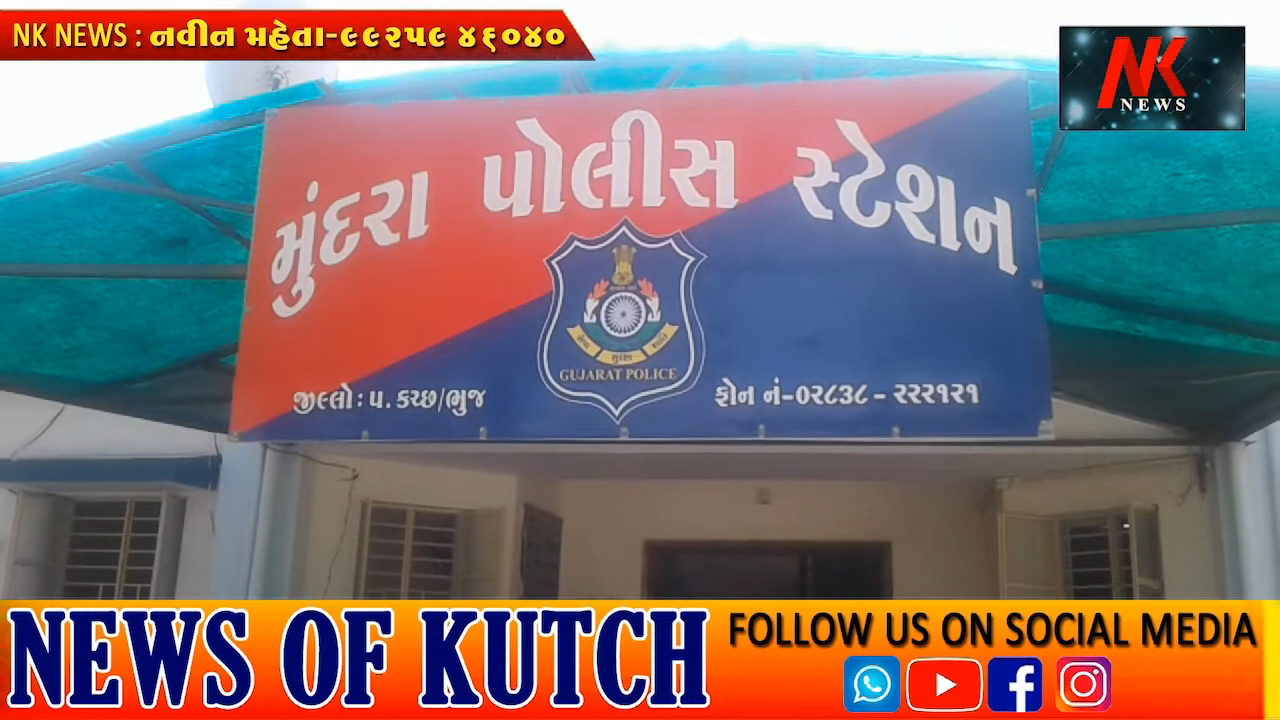 NK NEWS : નવીન મહેતા-૯૯૨૫૯ ૪૬૦૪૦
NK
NEWS
મુંદરા પોલીસ સ્ટેશન
સેવા સુરક્ષા શાંતિ
GUJARAT POLICE
જીલ્લો : પ. કચ્છ/ભુજ
ફોન નં-૦૨૮૩૮ - ૨૨૨૧૨૧
NEWS OF KUTCH
FOLLOW US ON SOCIAL MEDIA